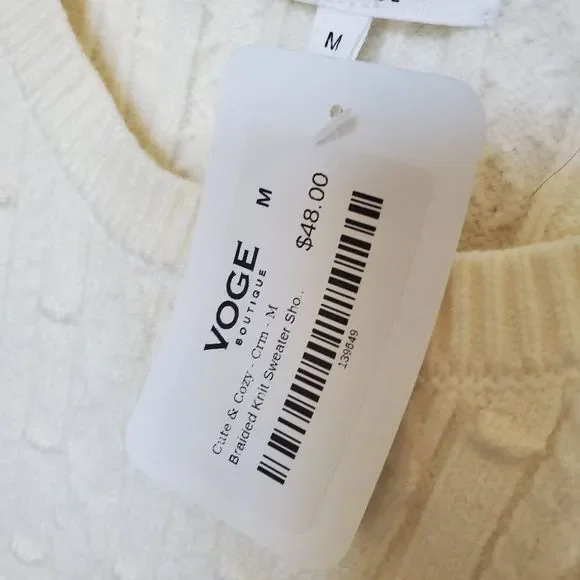 M
M
$48.00
VOGE
BOUTIQUE
Cute & Cozy - Crm - M
Braided Knit Sweater Sho..
139649